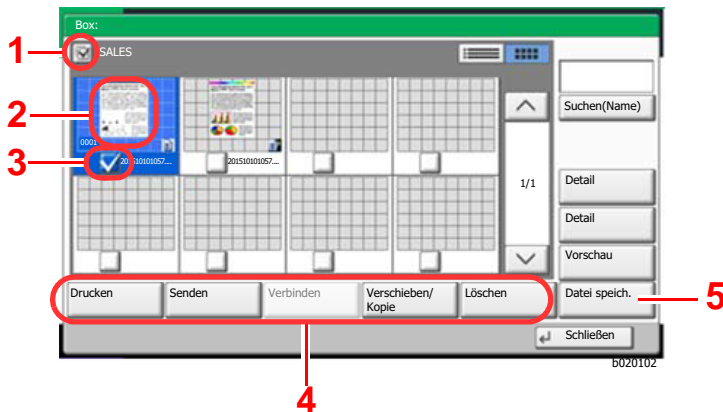 Box:
1
SALES
2
Suchen(Name)
0001
3
201510101057....
201510101057....
1/1
Detail
Detail
Vorschau
Drucken
Senden
Verbinden
Verschieben/
Kopie
Löschen
Datei speich.
5
Schließen
b020102
4